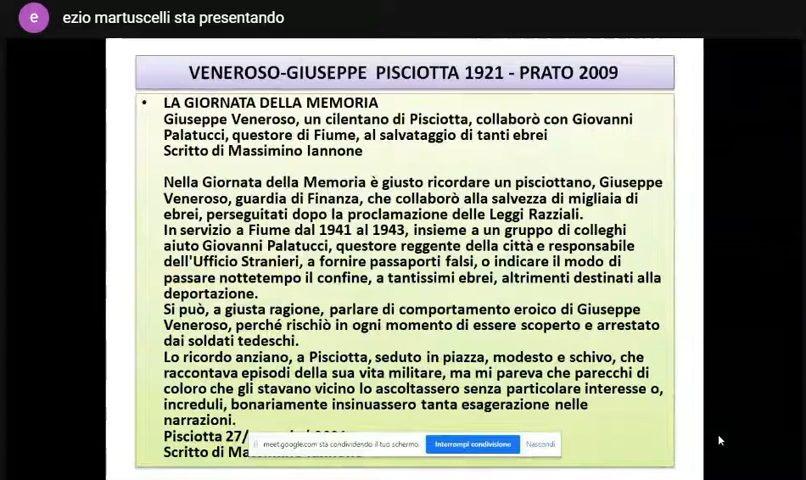 e
ezio martuscelli sta presentando
VENEROSO-GIUSEPPE PISCIOTTA 1921 - PRATO 2009
• LA GIORNATA DELLA MEMORIA
Giuseppe Veneroso, un cilentano di Pisciotta, collaborò con Giovanni
Palatucci, questore di Fiume, al salvataggio di tanti ebrei
Scritto di Massimino Iannone
Nella Giornata della Memoria è giusto ricordare un pisciottano, Giuseppe
Veneroso, guardia di Finanza, che collaborò alla salvezza di migliaia di
ebrei, perseguitati dopo la proclamazione delle Leggi Razziali.
In servizio a Fiume dal 1941 al 1943, insieme a un gruppo di colleghi
aiuto Giovanni Palatucci, questore reggente della città e responsabile
dell'Ufficio Stranieri, a fornire passaporti falsi, o indicare il modo di
passare nottetempo il confine, a tantissimi ebrei, altrimenti destinati alla
deportazione.
Si può, a giusta ragione, parlare di comportamento eroico di Giuseppe
Veneroso, perché rischiò in ogni momento di essere scoperto e arrestato
dai soldati tedeschi.
Lo ricordo anziano, a Pisciotta, seduto in piazza, modesto e schivo, che
raccontava episodi della sua vita militare, ma mi pareva che parecchi di
coloro che gli stavano vicino lo ascoltassero senza particolare interesse o,
increduli, bonariamente insinuassero tanta esagerazione nelle
narrazioni.
Pisciotta 27/
meet.google.com sta condividendo il tuo schermo. Interrompi condivisione Nascondi
Scritto di